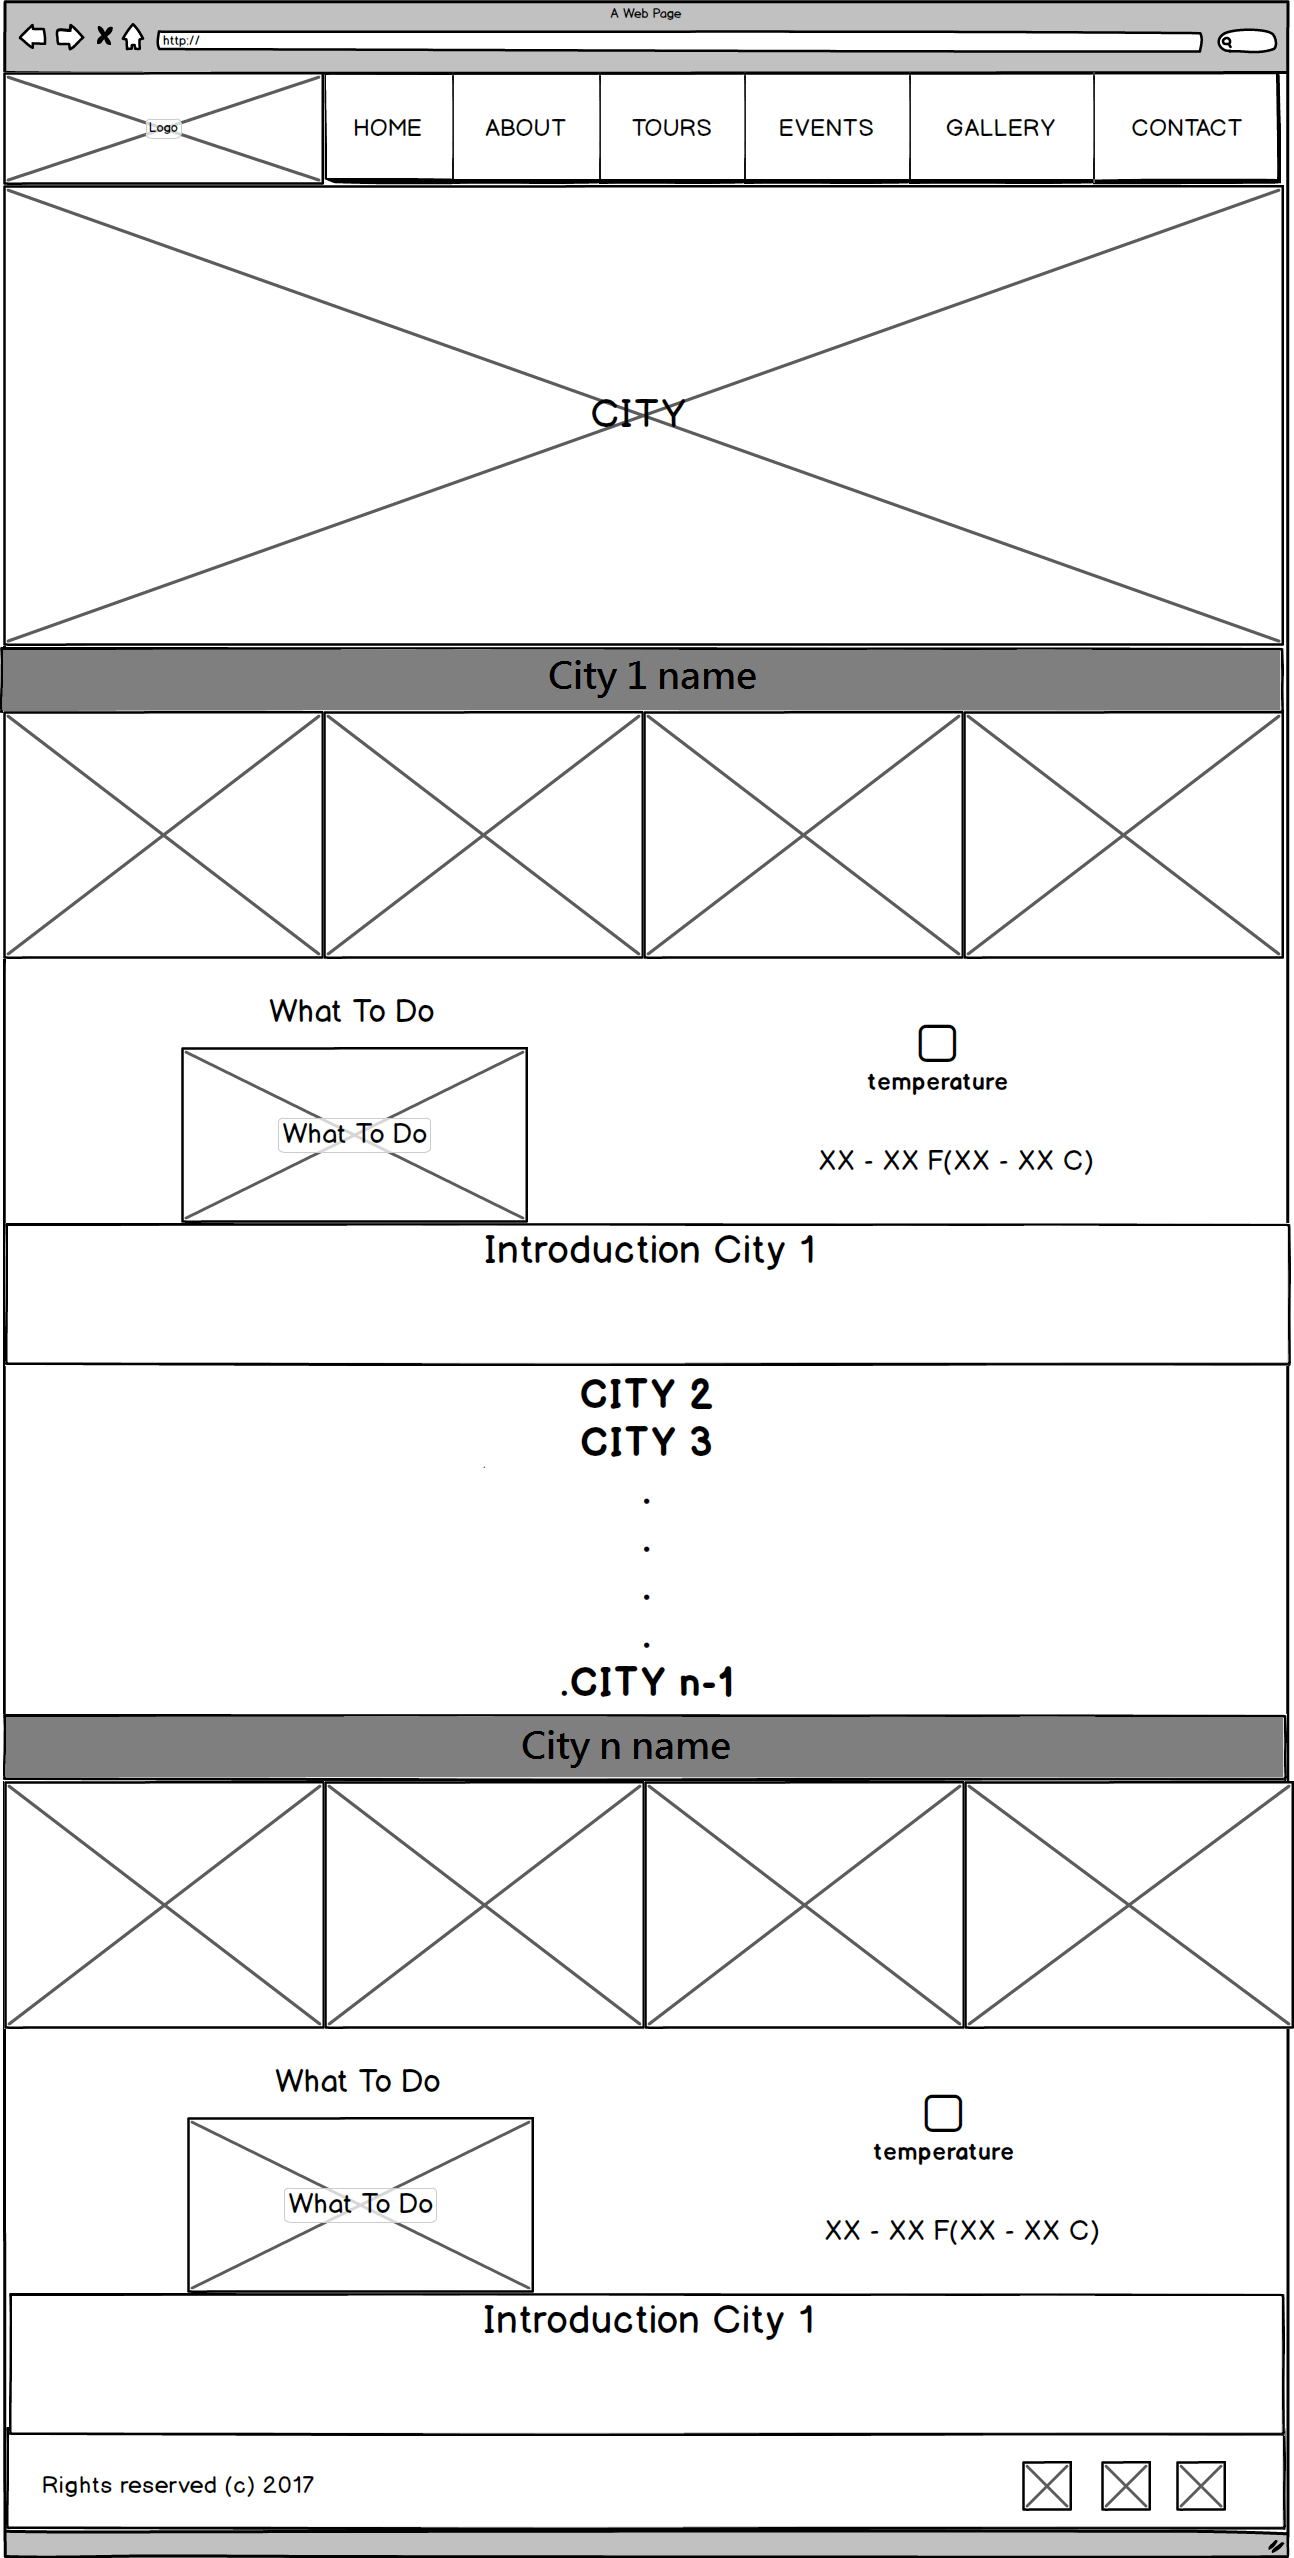 A Web Page
http://
Logo
HOME ABOUT TOURS EVENTS GALLERY CONTACT
CITY
City 1 name
What To Do
What To Do
temperature
XX - XX F(XX - XX C)
Introduction City 1
CITY 2
CITY 3
.
.
.
.
.CITY n-1
City n name
What To Do
What To Do
temperature
XX - XX F(XX - XX C)
Introduction City 1
Rights reserved (c) 2017